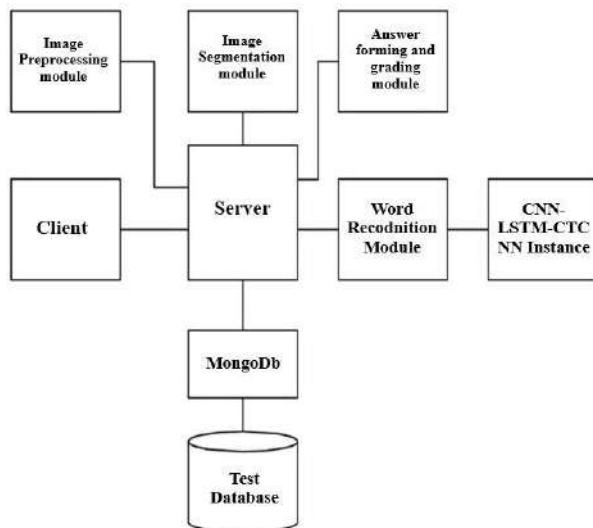 Image
Preprocessing
module
Image
Segmentation
module
Answer
forming and
grading
module
Client
Server
Word
Recodnition
Module
CNN-
LSTM-CTC
NN Instance
MongoDb
Test
Database